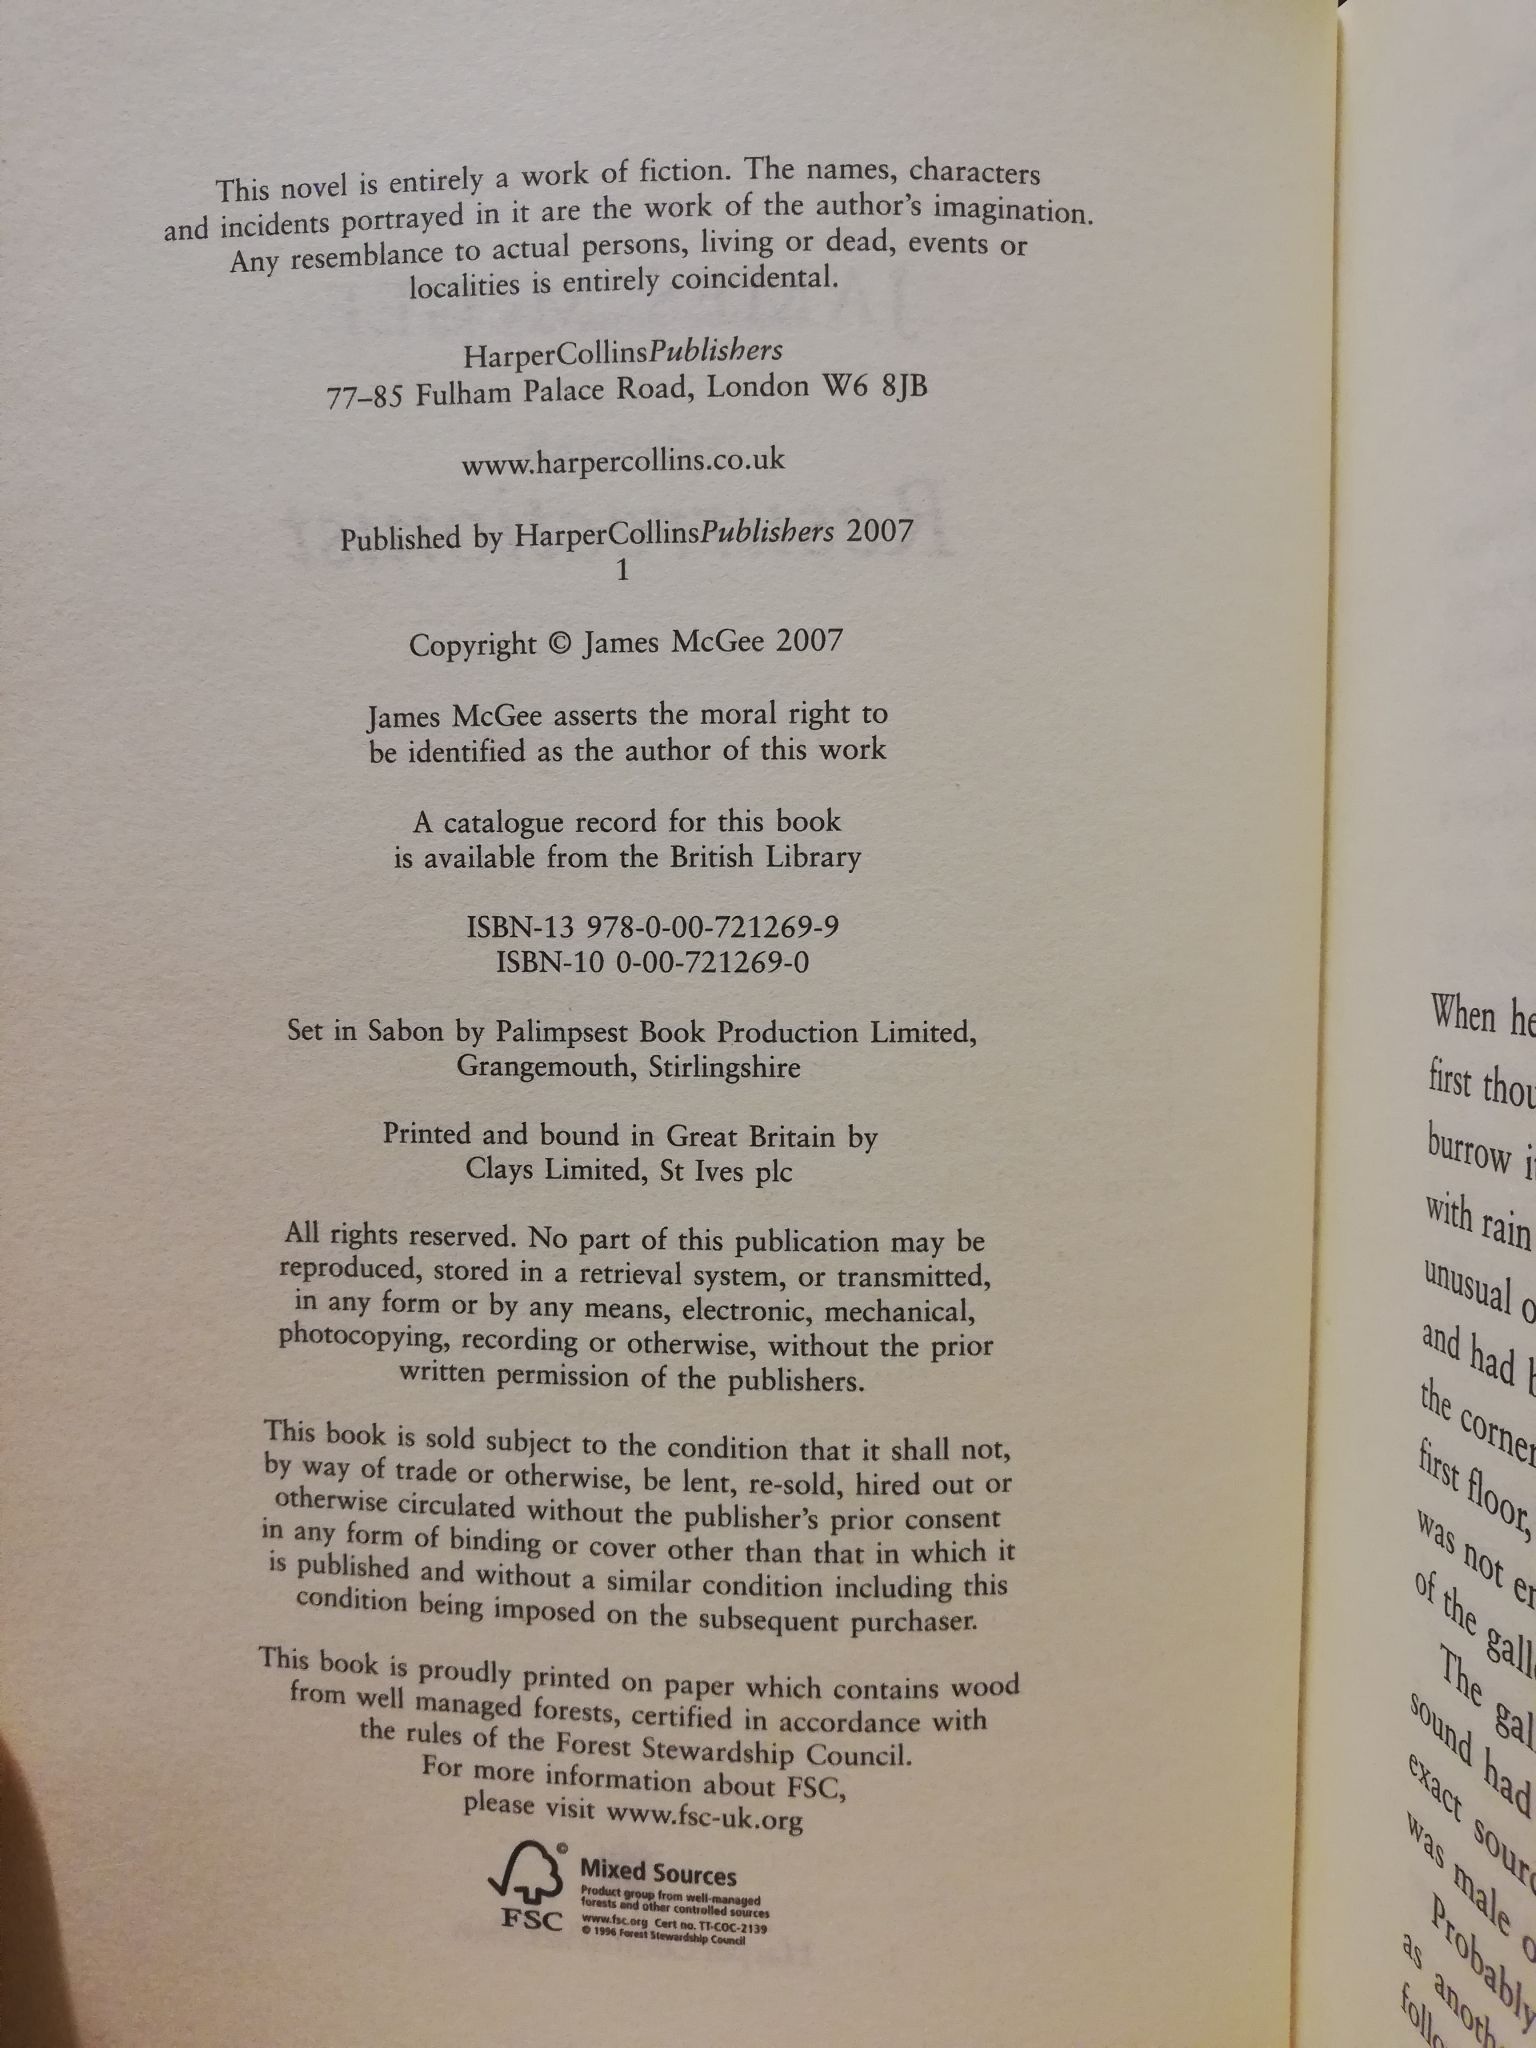 This novel is entirely a work of fiction. The names, characters
and incidents portrayed in it are the work of the author's imagination.
Any resemblance to actual persons, living or dead, events or
localities is entirely coincidental.
HarperCollinsPublishers
77–85 Fulham Palace Road, London W6 8JB
www.harpercollins.co.uk
Published by HarperCollinsPublishers 2007
1
Copyright © James McGee 2007
James McGee asserts the moral right to
be identified as the author of this work
A catalogue record for this book
is available from the British Library
ISBN-13 978-0-00-721269-9
ISBN-10 0-00-721269-0
Set in Sabon by Palimpsest Book Production Limited,
Grangemouth, Stirlingshire
Printed and bound in Great Britain by
Clays Limited, St Ives plc
All rights reserved. No part of this publication may be
reproduced, stored in a retrieval system, or transmitted,
in any form or by any means, electronic, mechanical,
photocopying, recording or otherwise, without the prior
written permission of the publishers.
This book is sold subject to the condition that it shall not,
by way of trade or otherwise, be lent, re-sold, hired out or
otherwise circulated without the publisher's prior consent
in any form of binding or cover other than that in which it
is published and without a similar condition including this
condition being imposed on the subsequent purchaser.
This book is proudly printed on paper which contains wood
from well managed forests, certified in accordance with
the rules of the Forest Stewardship Council.
For more information about FSC,
please visit www.fsc-uk.org
FSC
Mixed Sources
Product group from well-managed
forests and other controlled sources
www.fsc.org Cert no. TT-COC-2139
© 1996 Forest Stewardship Council
When
first
burrow
with rain
unusual
and had
the corner
first floor,
was not
of the
The
sound had
exact
was male
Probably
as